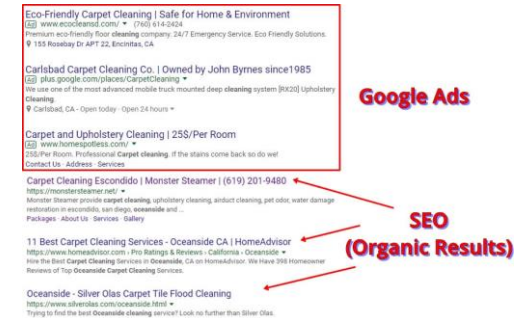 Eco-Friendly Carpet Cleaning | Safe for Home & Environment
Ad www.ecocleansd.com/ (760) 614-2424
Premium eco-friendly floor cleaning company. 24/7 Emergency Service. Eco Friendly Solutions.
155 Rosebay Dr APT 22, Encinitas, CA
Carlsbad Carpet Cleaning Co. | Owned by John Byrnes since1985
Ad plus.google.com/places/CarpetCleaning
We use one of the most advanced mobile truck mounted deep cleaning system [RX20] Upholstery
Cleaning.
Carlsbad, CA - Open today · Open 24 hours
Google Ads
Carpet and Upholstery Cleaning | 25$/Per Room
Ad www.homespotless.com/
25$/Per Room. Professional Carpet cleaning. If the stains come back so do we!
Contact Us · Address · Services
Carpet Cleaning Escondido | Monster Steamer | (619) 201-9480
https://monstersteamer.net/
Monster Steamer provide carpet cleaning, upholstery cleaning, airduct cleaning, pet odor, water damage
restoration in escondido, san diego, oceanside and ...
Packages · About Us · Services · Gallery
SEO
(Organic Results)
11 Best Carpet Cleaning Services - Oceanside CA | HomeAdvisor
https://www.homeadvisor.com › Pro Ratings & Reviews › California › Oceanside
Hire the Best Carpet Cleaning Services in Oceanside, CA on HomeAdvisor. We Have 398 Homeowner
Reviews of Top Oceanside Carpet Cleaning Services.
Oceanside - Silver Olas Carpet Tile Flood Cleaning
https://www.silverolas.com/oceanside.html
Trying to find the best Oceanside cleaning service? Look no further than Silver Olas.